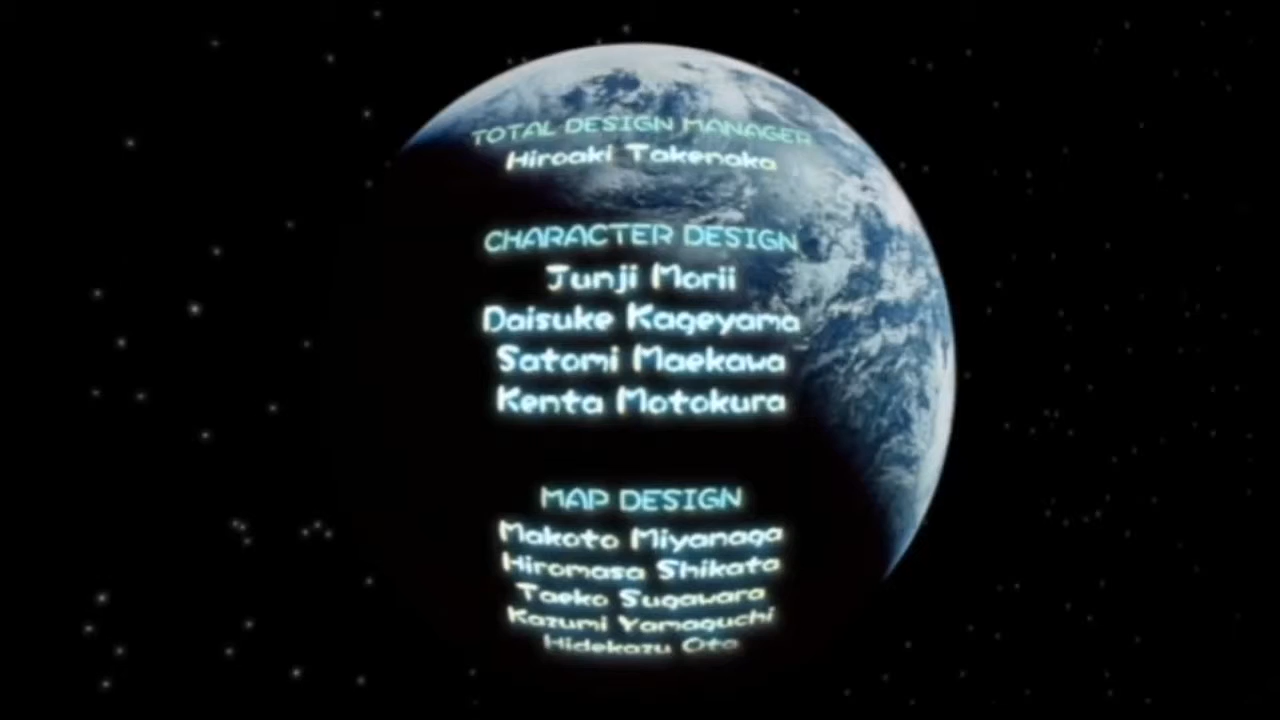 TOTAL DESIGN MANAGER
Hiroaki Takenaka
CHARACTER DESIGN
Junji Morii
Daisuke Kageyama
Satomi Maekawa
Kenta Motokura
MAP DESIGN
Makoto Miyanaga
Hiromasa Shikata
Taeko Sugawara
Kazumi Yamaguchi
Hidekazu Oto